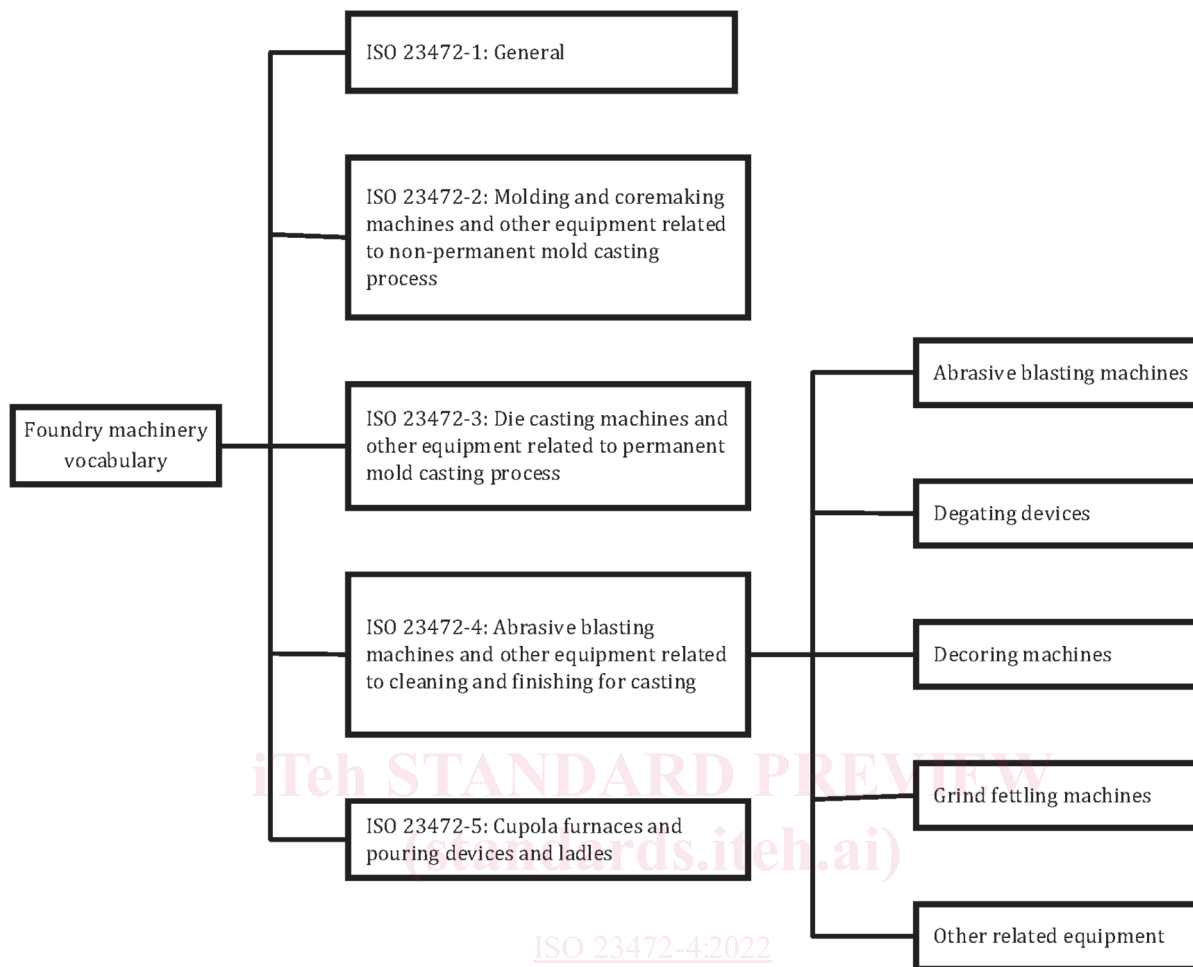 ISO 23472-1: General
ISO 23472-2: Molding and coremaking
machines and other equipment related
to non-permanent mold casting
process
Foundry machinery
vocabulary
ISO 23472-3: Die casting machines and
other equipment related to permanent
mold casting process
ISO 23472-4: Abrasive blasting
machines and other equipment related
to cleaning and finishing for casting
ISO 23472-5: Cupola furnaces and
pouring devices and ladles
Abrasive blasting machines
Degating devices
Decoring machines
Grind fettling machines
Other related equipment
iTeh STANDARD PREVIEW
(standards.iteh.ai)
ISO 23472-4:2022